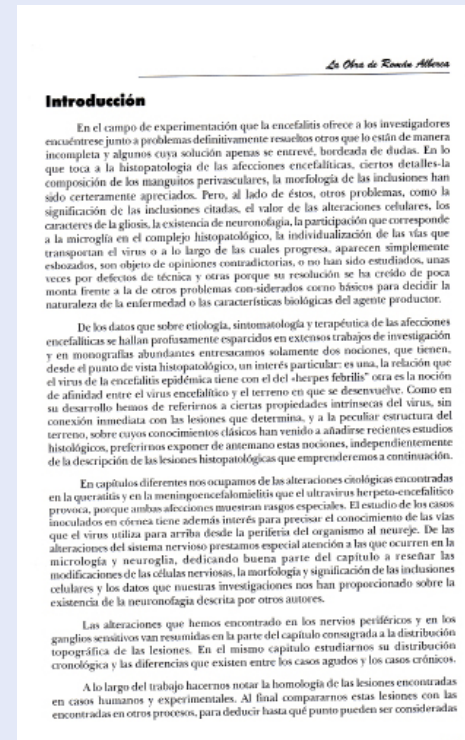 La Obra de Román Alberca
Introducción
En el campo de experimentación que la encefalitis ofrece a los investigadores
encuéntrese junto a problemas definitivamente resueltos otros que lo están de manera
incompleta y algunos cuya solución apenas se entrevé, bordeada de dudas. En lo
que toca a la histopatologia de las afecciones encefalíticas, ciertos detalles-la
composición de los manguitos perivasculares, la morfología de las inclusiones han
sido certeramente apreciados. Pero, al lado de éstos, otros problemas, como la
significación de las inclusiones citadas, el valor de las alteraciones celulares, los
caracteres de la gliosis, la existencia de neuronofagia, la participación que corresponde
a la microglía en el complejo histopatológico, la individualización de las vías que
transportan el virus o a lo largo de las cuales progresa, aparecen simplemente
esbozados, son objeto de opiniones contradictorias, o no han sido estudiados, unas
veces por defectos de técnica y otras porque su resolución se ha creído de poca
monta frente a la de otros problemas con-siderados corno básicos para decidir la
naturaleza de la enfermedad o las características biológicas del agente productor.
De los datos que sobre etiologia, sintomatología y terapéutica de las afecciones
encefalíticas se hallan profusamente esparcidos en extensos trabajos de investigación
y en monografias abundantes entresacamos solamente dos nociones, que tienen,
desde el punto de vista histopatológico, un interés particular: es una, la relación que
el virus de la encefalitis epidémica tiene con el del «herpes febrilis" otra es la noción
de afinidad entre el virus encefalítico y el terreno en que se desenvuelve. Como en
su desarrollo hemos de referirnos a ciertas propiedades intrínsecas del virus, sin
conexión inmediata con las lesiones que determina, y a la peculiar estructura del
terreno, sobre cuyos conocimientos clásicos han venido a añadirse recientes estudios
histológicos, preferirnos exponer de antemano estas nociones, independientemente
de la descripción de las lesiones histopatológicas que emprenderemos a continuación.
En capítulos diferentes nos ocupamos de las alteraciones citológicas encontradas
en la queratitis y en la meningoencefalomielitis que el ultravirus herpeto-encefalitico
provoca, porque ambas afecciones muestran rasgos especiales. El estudio de los casos
inoculados en córnea tiene además interés para precisar el conocimiento de las vías
que el virus utiliza para arriba desde la periferia del organismo al neureje. De las
alteraciones del sistema nervioso prestamos especial atención a las que ocurren en la
micrología y neuroglia, dedicando buena parte del capítulo a reseñar las
modificaciones de las células nerviosas, la morfología y significación de las inclusiones
celulares y los datos que nuestras investigaciones nos han proporcionado sobre la
existencia de la neuronofagia descrita por otros autores.
Las alteraciones que hemos encontrado en los nervios periféricos y en los
ganglios sensitivos van resumidas en la parte del capítulo consagrada a la distribución
topográfica de las lesiones. En el mismo capitulo estudiarnos su distribución
cronológica y las diferencias que existen entre los casos agudos y los casos crónicos.
A lo largo del trabajo hacernos notar la homología de las lesiones encontradas
en casos humanos y experimentales. Al final compararnos estas lesiones con las
encontradas en otros procesos, para deducir hasta qué punto pueden ser consideradas